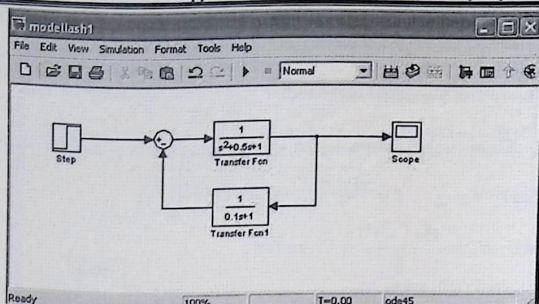 modellash1
File Edit View Simulation Format Tools Help
Normal
Step
1
s²+0.5s+1
Transfer Fcn
Scope
1
0.1s+1
Transfer Fcn1
Ready 100% T=0.00 ode45